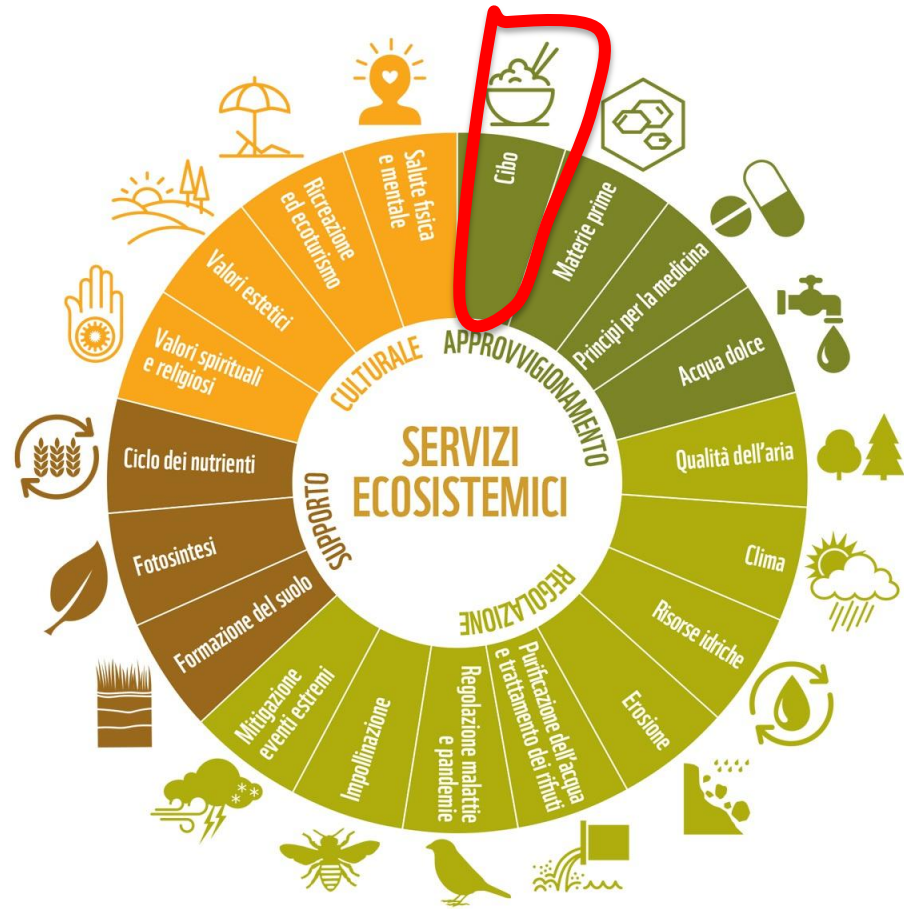 SERVIZI
ECOSISTEMICI
APPROVVIGIONAMENTO
Cibo
Materie prime
Principi per la medicina
Acqua dolce
REGOLAZIONE
Qualità dell'aria
Clima
Risorse idriche
Erosione
Purificazione dell'acqua
e trattamento dei rifiuti
Regolazione malattie
e pandemie
Impollinazione
Mitigazione
eventi estremi
SUPPORTO
Formazione del suolo
Fotosintesi
Ciclo dei nutrienti
CULTURALE
Valori spirituali
e religiosi
Valori estetici
Ricreazione
ed ecoturismo
Salute fisica
e mentale